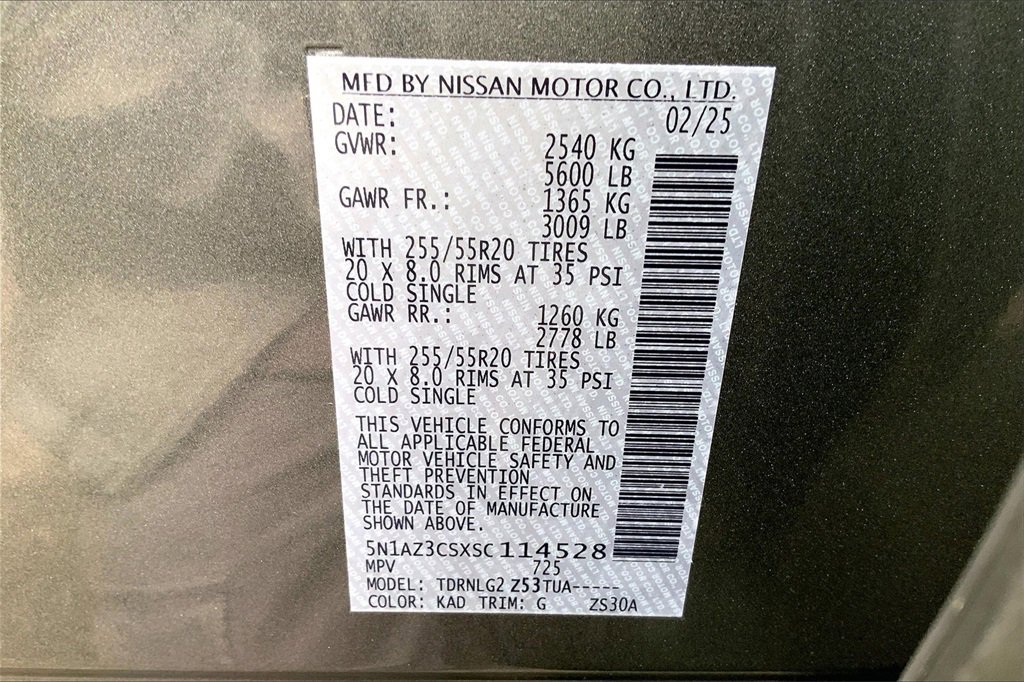 MFD BY NISSAN MOTOR CO., LTD.
DATE: 02/25
GVWR: 2540 KG
5600 LB
GAWR FR.: 1365 KG
3009 LB
WITH 255/55R20 TIRES
20 X 8.0 RIMS AT 35 PSI
COLD SINGLE
GAWR RR.: 1260 KG
2778 LB
WITH 255/55R20 TIRES
20 X 8.0 RIMS AT 35 PSI
COLD SINGLE
THIS VEHICLE CONFORMS TO
ALL APPLICABLE FEDERAL
MOTOR VEHICLE SAFETY AND
THEFT PREVENTION
STANDARDS IN EFFECT ON
THE DATE OF MANUFACTURE
SHOWN ABOVE.
5N1AZ3CSXSC114528
MPV 725
MODEL: TDRNLG2 Z53TUA-----
COLOR: KAD TRIM: G ZS30A